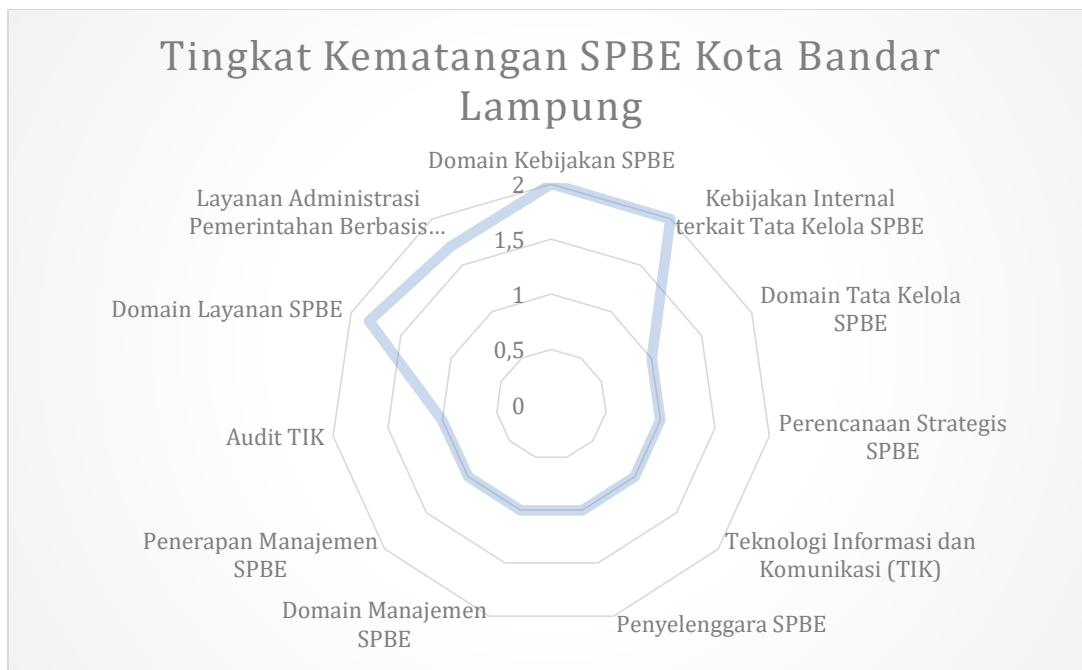 Tingkat Kematangan SPBE Kota Bandar
Lampung
Domain Kebijakan SPBE
Kebijakan Internal
terkait Tata Kelola SPBE
Domain Tata Kelola
SPBE
Perencanaan Strategis
SPBE
Teknologi Informasi dan
Komunikasi (TIK)
Penyelenggara SPBE
Domain Manajemen
SPBE
Penerapan Manajemen
SPBE
Audit TIK
Domain Layanan SPBE
Layanan Administrasi
Pemerintahan Berbasis…
2
1,5
1
0,5
0